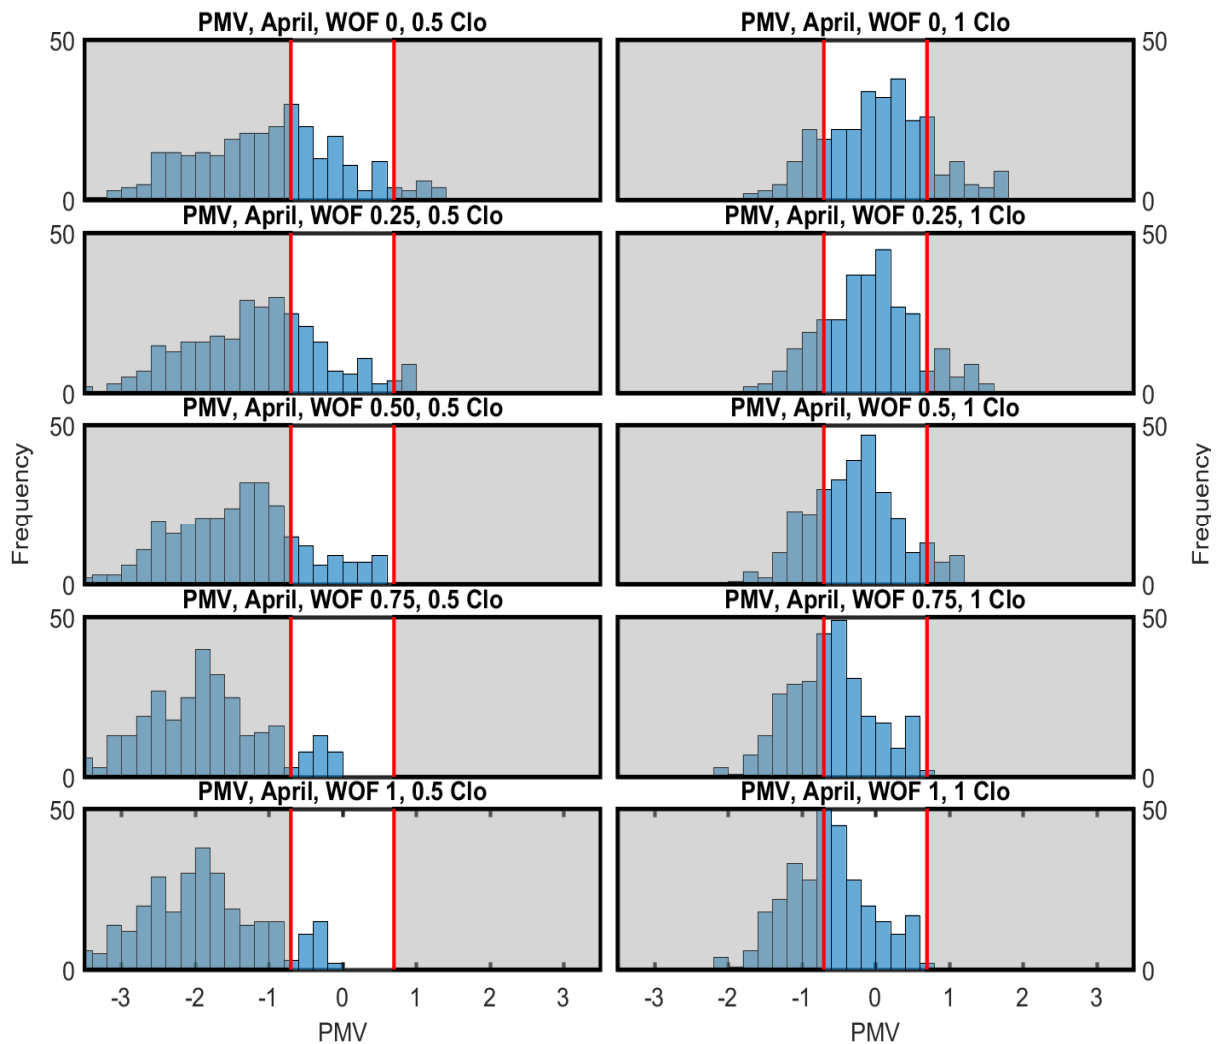 PMV, April, WOF 0, 0.5 Clo
PMV, April, WOF 0, 1 Clo
50
50
0
0
PMV, April, WOF 0.25, 0.5 Clo
PMV, April, WOF 0.25, 1 Clo
50
50
0
0
PMV, April, WOF 0.50, 0.5 Clo
PMV, April, WOF 0.5, 1 Clo
50
50
Frequency
Frequency
0
0
PMV, April, WOF 0.75, 0.5 Clo
PMV, April, WOF 0.75, 1 Clo
50
50
0
0
PMV, April, WOF 1, 0.5 Clo
PMV, April, WOF 1, 1 Clo
50
50
0
0
-3 -2 -1 0 1 2 3
-3 -2 -1 0 1 2 3
PMV
PMV